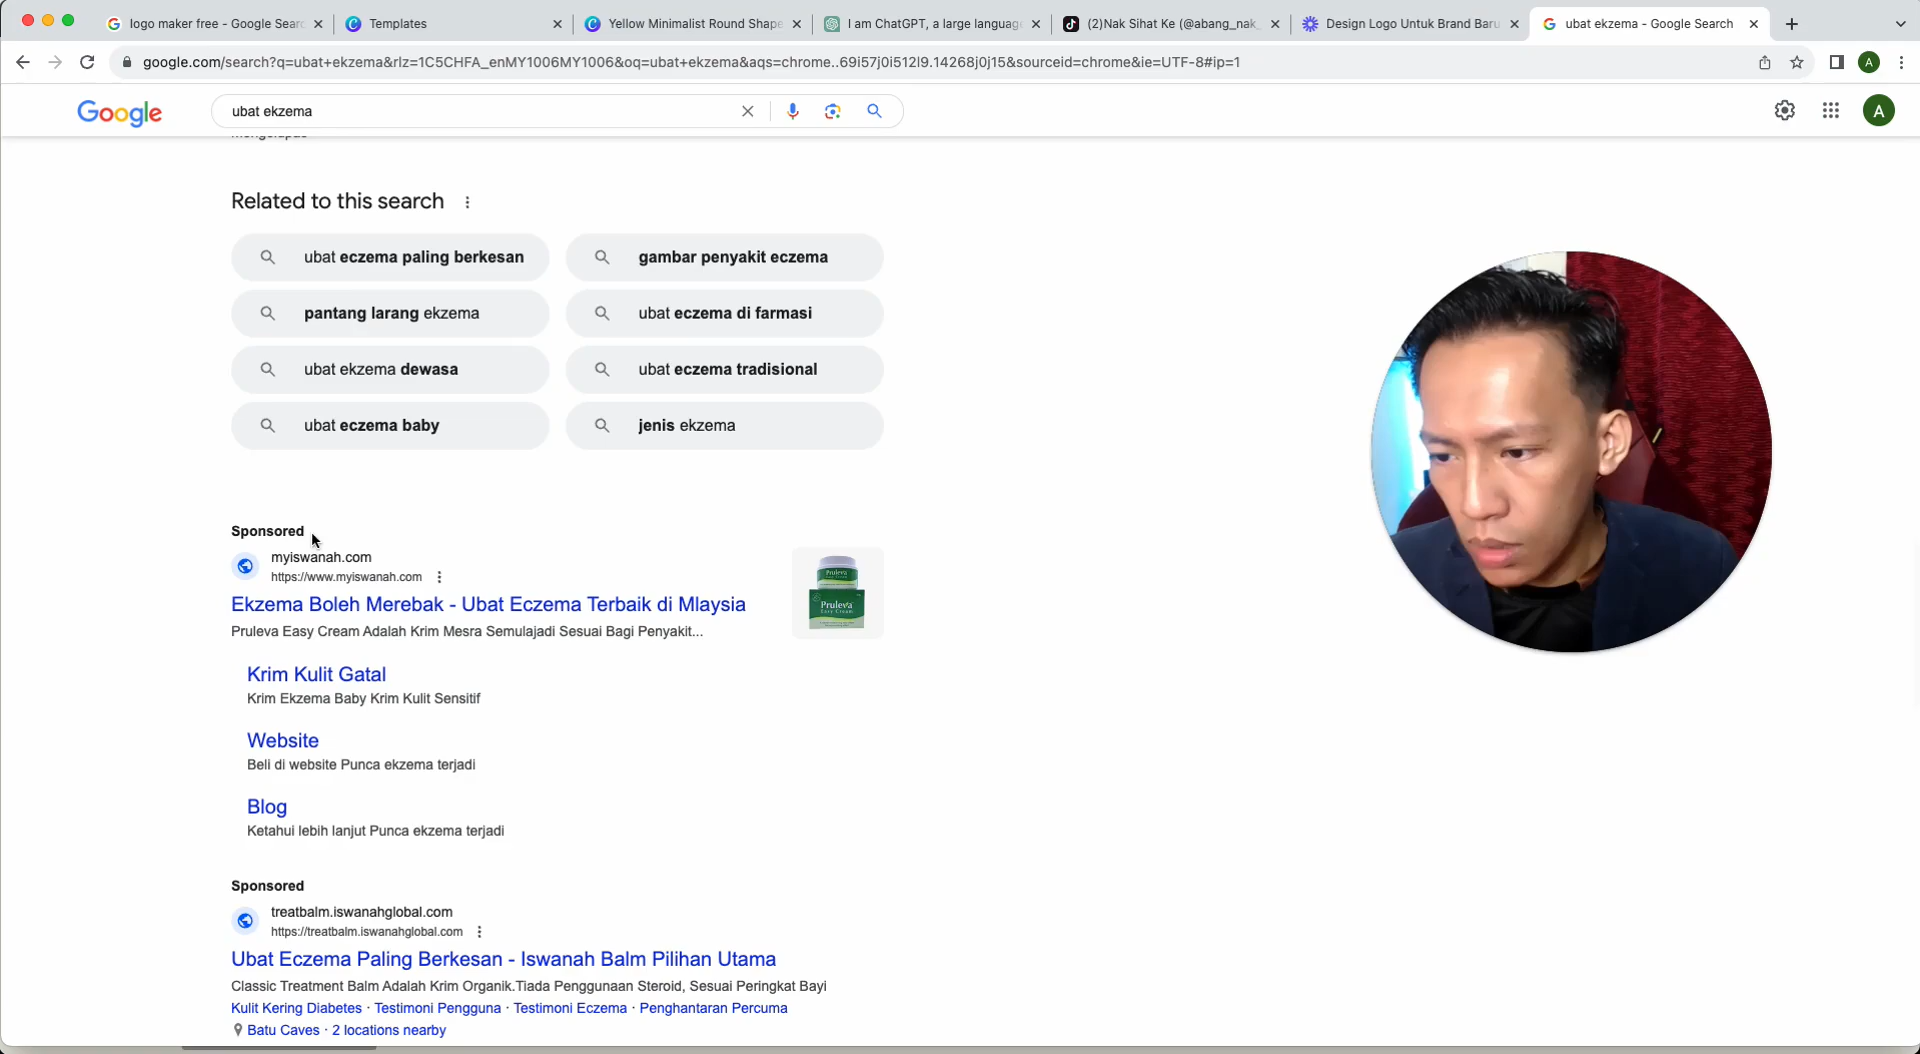 logo maker free - Google Searc
Templates
Yellow Minimalist Round Shape
I am ChatGPT, a large language
(2)Nak Sihat Ke (@abang_nak_
Design Logo Untuk Brand Baru
ubat ekzema - Google Search
google.com/search?q=ubat+ekzema&rlz=1C5CHFA_enMY1006MY1006&oq=ubat+ekzema&aqs=chrome..69i57j0i512l9.14268j0j15&sourceid=chrome&ie=UTF-8#ip=1
A
Google
ubat ekzema
A
Related to this search
ubat eczema paling berkesan
gambar penyakit eczema
pantang larang ekzema
ubat eczema di farmasi
ubat ekzema dewasa
ubat eczema tradisional
ubat eczema baby
jenis ekzema
Sponsored
myiswanah.com
https://www.myiswanah.com
Ekzema Boleh Merebak - Ubat Eczema Terbaik di Mlaysia
Pruleva Easy Cream Adalah Krim Mesra Semulajadi Sesuai Bagi Penyakit...
Pruleva
Pruleva
Easy Cream
Krim Kulit Gatal
Krim Ekzema Baby Krim Kulit Sensitif
Website
Beli di website Punca ekzema terjadi
Blog
Ketahui lebih lanjut Punca ekzema terjadi
Sponsored
treatbalm.iswanahglobal.com
https://treatbalm.iswanahglobal.com
Ubat Eczema Paling Berkesan - Iswanah Balm Pilihan Utama
Classic Treatment Balm Adalah Krim Organik.Tiada Penggunaan Steroid, Sesuai Peringkat Bayi
Kulit Kering Diabetes · Testimoni Pengguna · Testimoni Eczema · Penghantaran Percuma
Batu Caves · 2 locations nearby